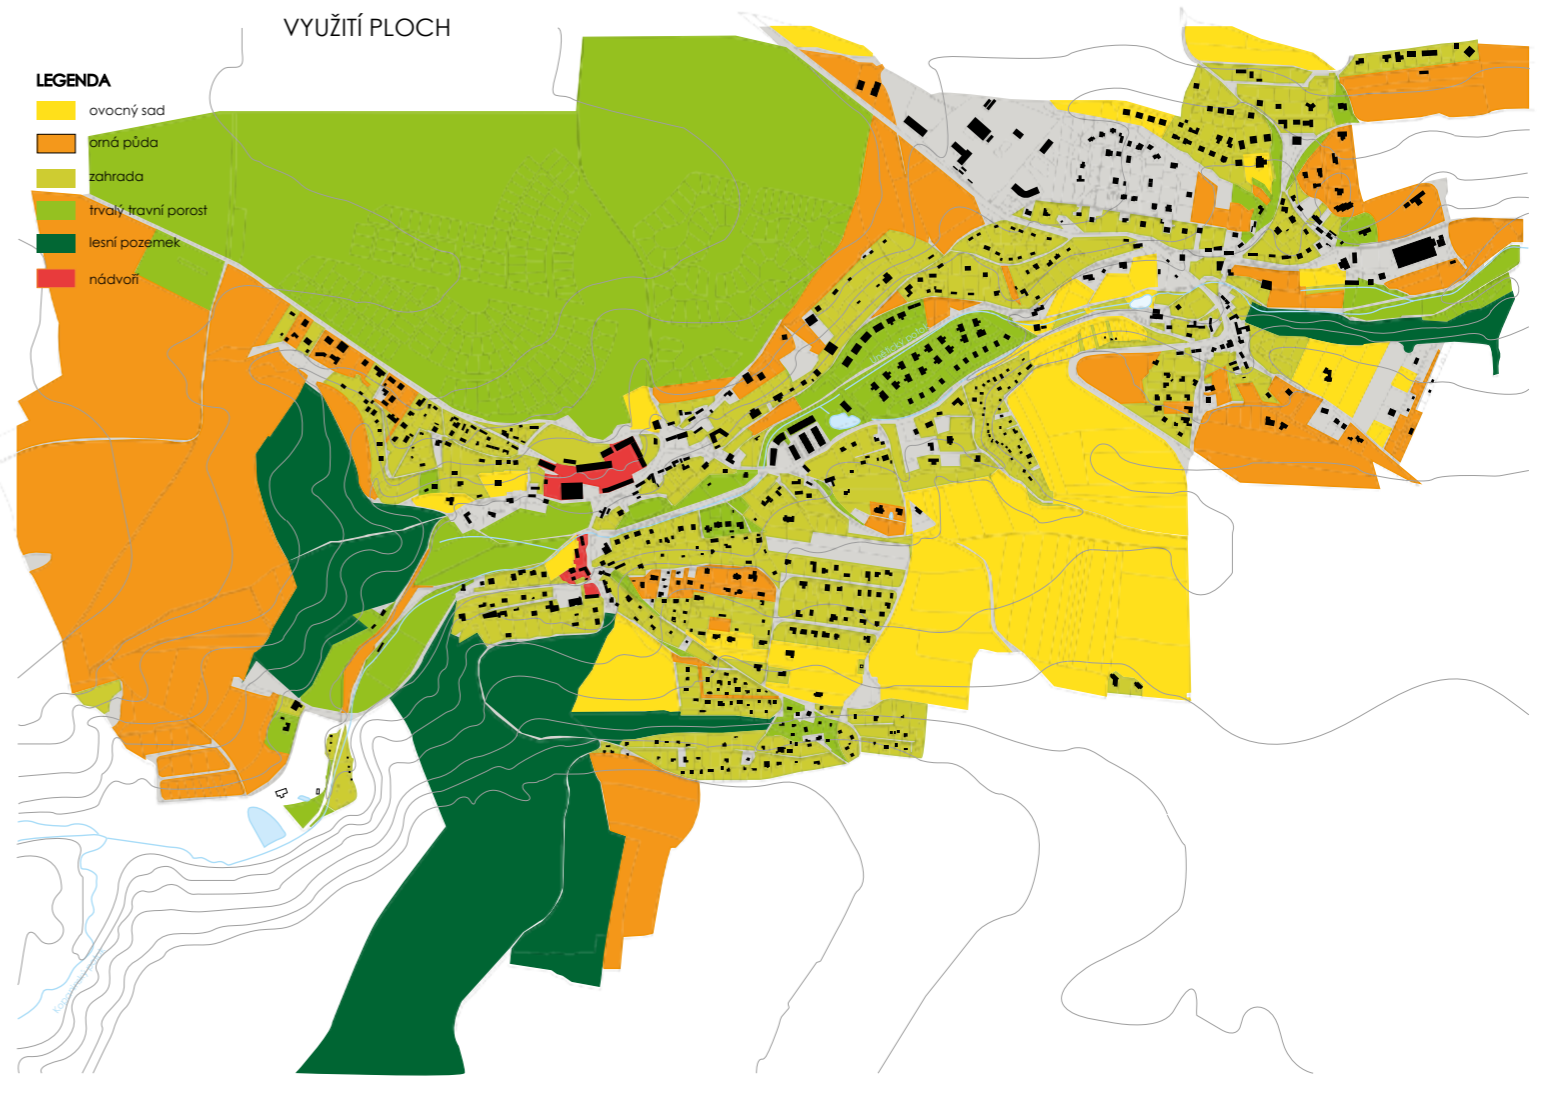 VYUŽITÍ PLOCH
LEGENDA
ovocný sad
orná půda
zahrada
trvalý travní porost
lesní pozemek
nádvoří